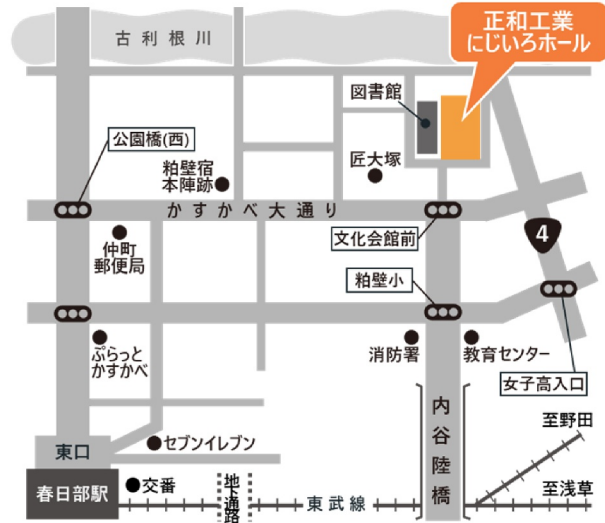 正和工業
にじいろホール
古利根川
図書館
公園橋(西)
粕壁宿
本陣跡
匠大塚
かすかべ大通り
仲町
郵便局
文化会館前
4
粕壁小
ぷらっと
かすかべ
消防署
教育センター
女子高入口
内谷陸橋
東口
セブンイレブン
至野田
春日部駅
交番
地下通路
東武線
至浅草